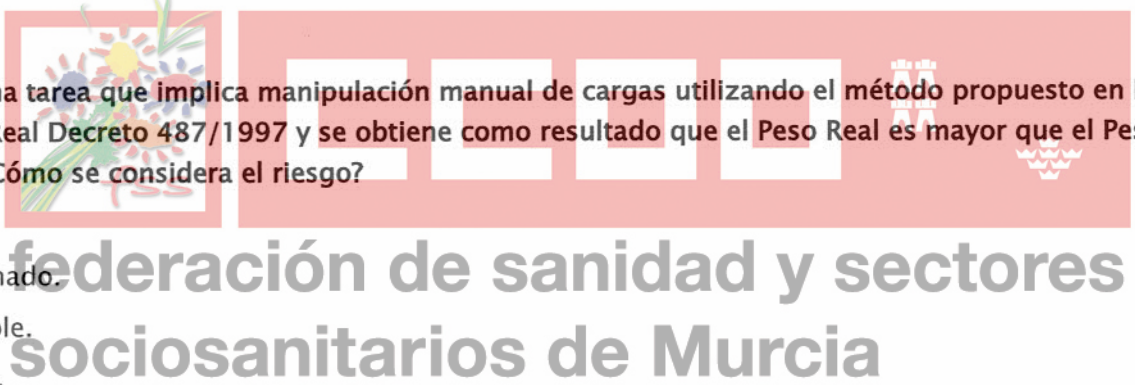 na tarea que implica manipulación manual de cargas utilizando el método propuesto en
Real Decreto 487/1997 y se obtiene como resultado que el Peso Real es mayor que el Pes
Cómo se considera el riesgo?
FSS
nado.
federación de sanidad y sectores
ble.
sociosanitarios de Murcia